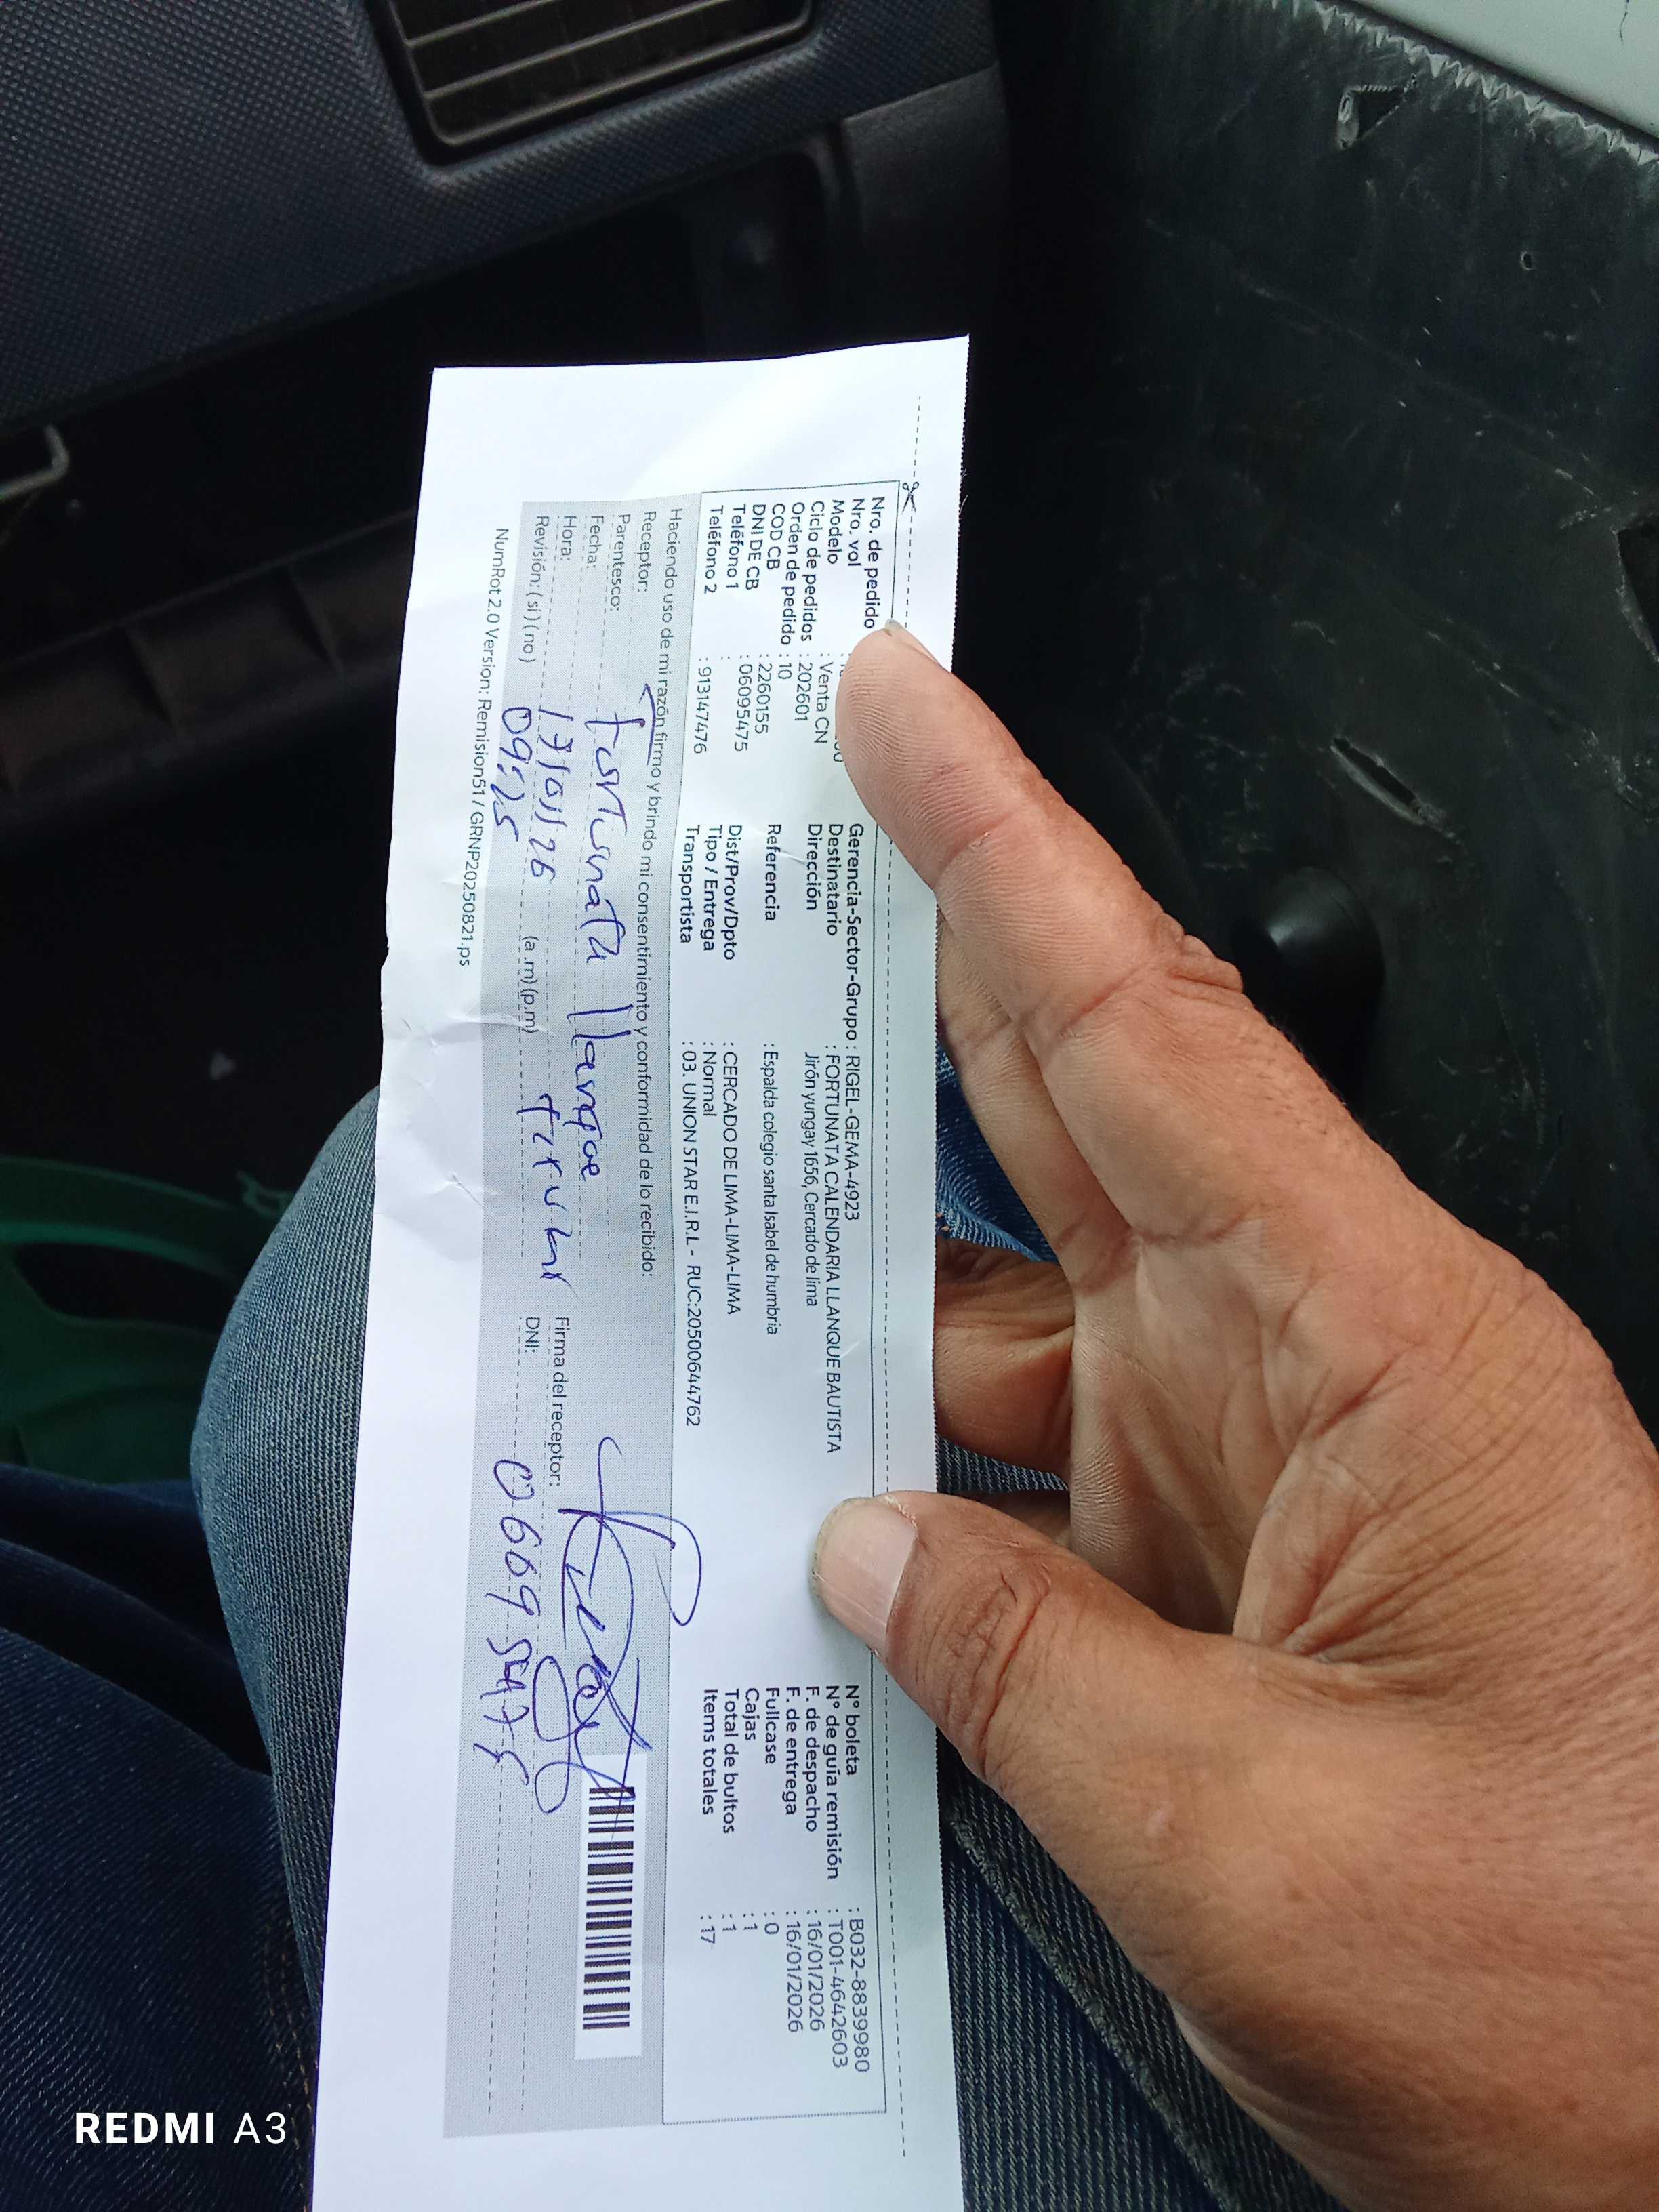 Nro. de pedido
Nro. vol
Modelo : Venta CN
Ciclo de pedidos : 202601
Orden de pedido : 10
COD CB : 2260155
DNI DE CB : 06095475
Teléfono 1 :
Teléfono 2 : 913147476
Gerencia-Sector-Grupo : RIGEL-GEMA-4923
Destinatario : FORTUNATA CALENDARIA LLANQUE BAUTISTA
Dirección Jirón yungay 1656, Cercado de lima
Referencia : Espalda colegio santa Isabel de humbria
Dist/Prov/Dpto : CERCADO DE LIMA-LIMA-LIMA
Tipo / Entrega : Normal
Transportista : 03. UNION STAR E.I.R.L - RUC:20500644762
N° boleta : B032-8839980
N° de guía remisión : T001-4642603
F. de despacho : 16/01/2026
F. de entrega : 16/01/2026
Fullcase : 0
Cajas : 1
Total de bultos : 1
Items totales : 17
Haciendo uso de mi razón firmo y brindo mi consentimiento y conformidad de lo recibido:
Receptor:
Parentesco: Fortunata llanque
Fecha: 17/01/26
Hora: 09:25 (a .m) (p.m)
Revisión: ( si ) ( no )
Firma del receptor:
DNI: 06095475
NumRot 2.0 Version: Remision51 / GRNP20250821.ps
REDMI A3